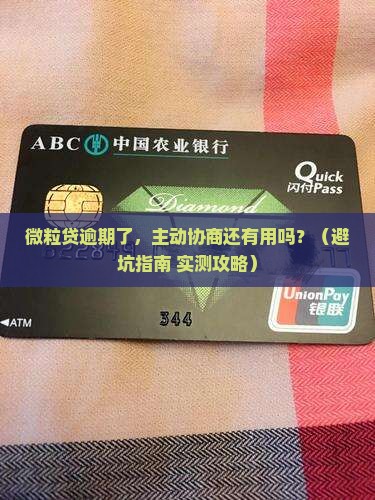 ABC 中国农业银行
Quick
闪付Pass
Diamond
微粒贷逾期了，主动协商还有用吗？（避
坑指南 实测攻略）
UnionPay
银联
◀ATM
344